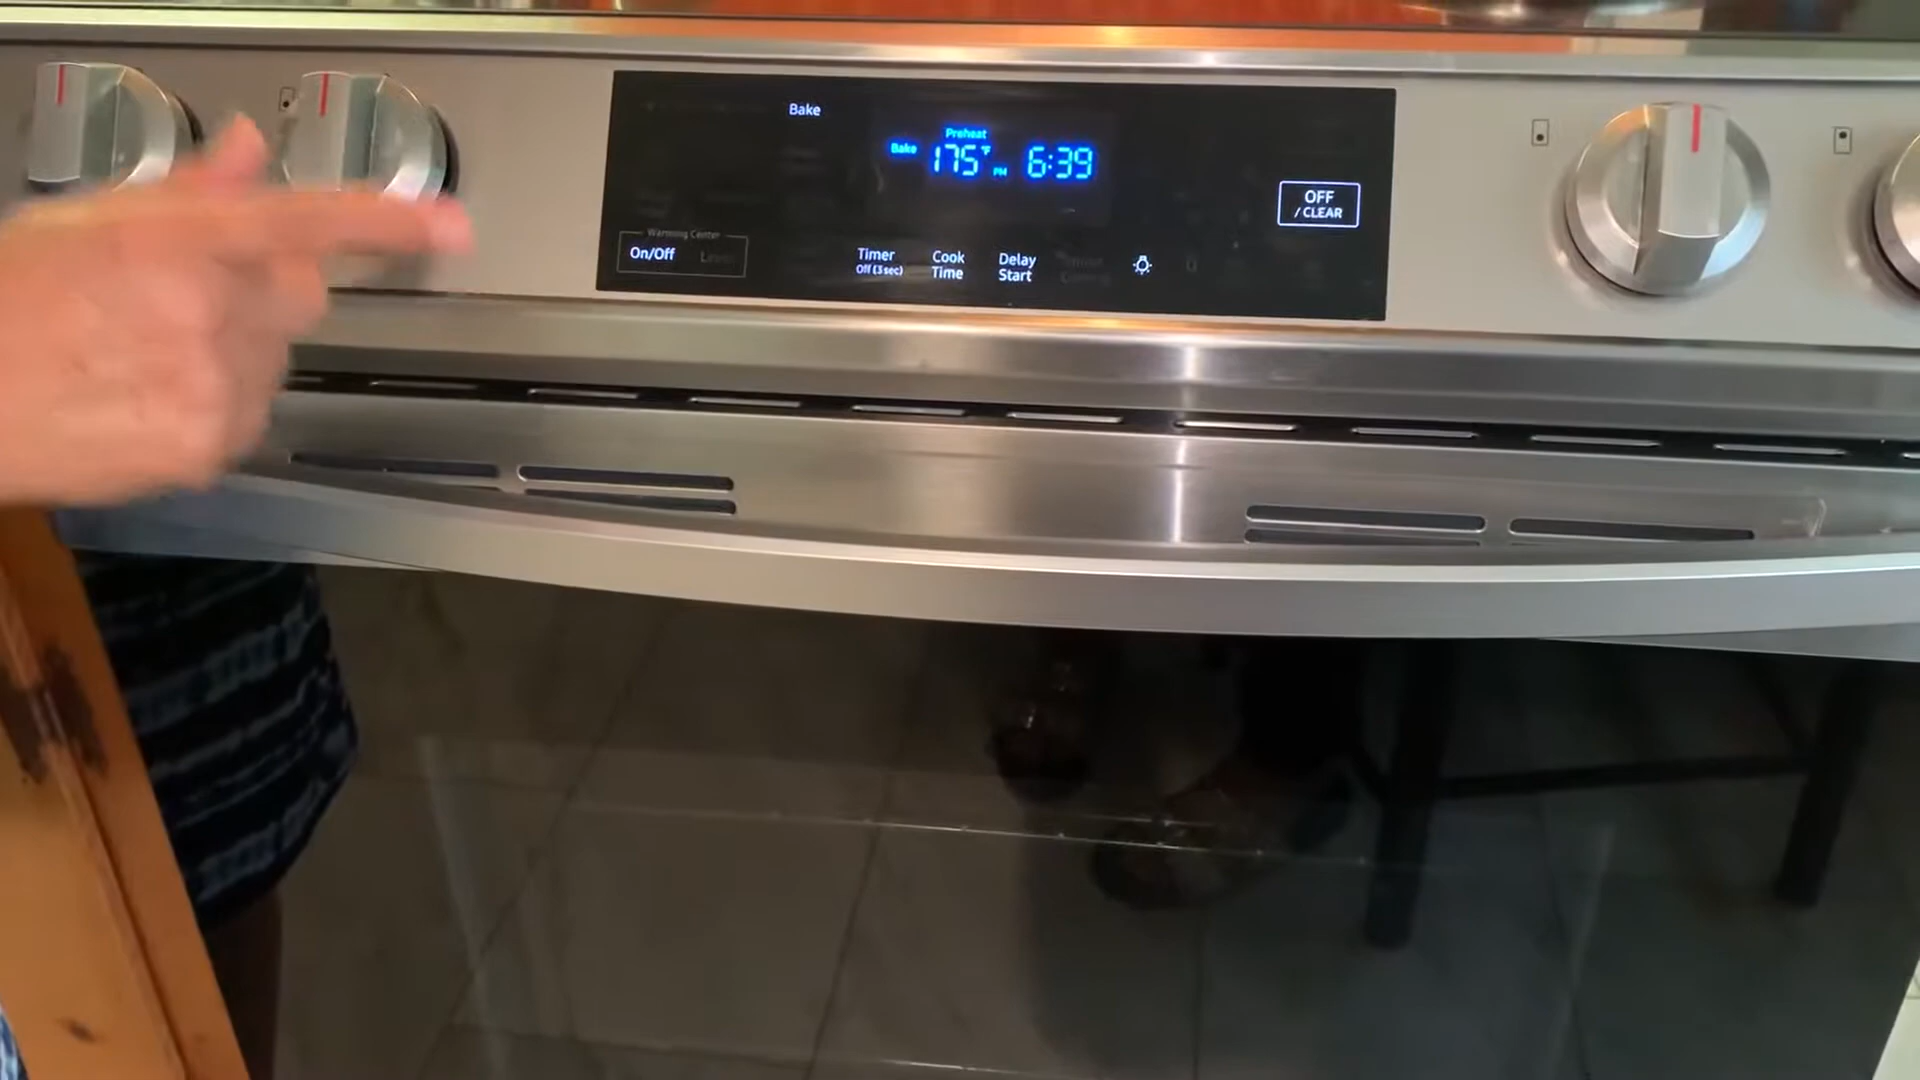 Bake
Preheat
Bake 175°F PM 6:39
OFF
/ CLEAR
Warming Center
On/Off
Timer
Off (3 sec)
Cook
Time
Delay
Start